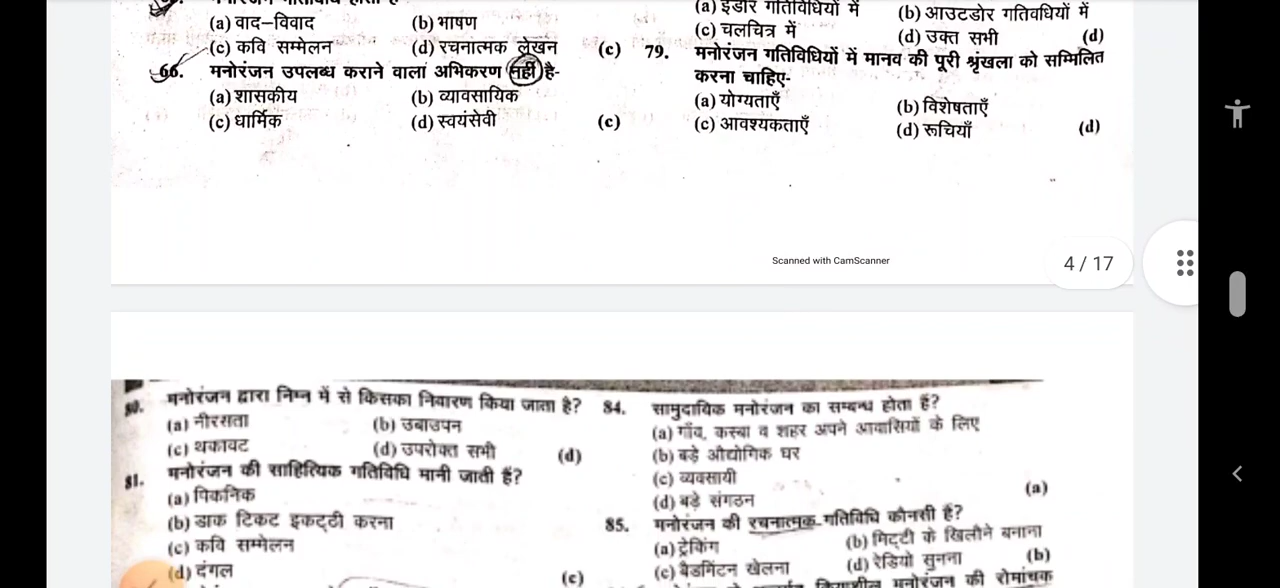 (a) वाद–विवाद (b) भाषण
(c) कवि सम्मेलन (d) रचनात्मक लेखन (c)
66. मनोरंजन उपलब्ध कराने वाला अभिकरण नहीं है-
(a) शासकीय (b) व्यावसायिक
(c) धार्मिक (d) स्वयंसेवी (c)
(a) इंडोर गतिविधियों में (b) आउटडोर गतिवधियों में
(c) चलचित्र में (d) उक्त सभी (d)
79. मनोरंजन गतिविधियों में मानव की पूरी श्रृंखला को सम्मिलित
करना चाहिए-
(a) योग्यताएँ (b) विशेषताएँ
(c) आवश्यकताएँ (d) रूचियाँ (d)
Scanned with CamScanner
4 / 17
80. मनोरंजन द्वारा निम्न में से किसका निवारण किया जाता है?
(a) नीरसता (b) उबाउपन
(c) थकावट (d) उपरोक्त सभी (d)
81. मनोरंजन की साहित्यिक गतिविधि मानी जाती है?
(a) पिकनिक
(b) डाक टिकट इकट्ठी करना
(c) कवि सम्मेलन
(d) दंगल (c)
84. सामुदायिक मनोरंजन का सम्बन्ध होता है?
(a) गाँव, कस्बा व शहर अपने आवासियों के लिए
(b) बड़े औद्योगिक घर
(c) व्यवसायी
(d) बड़े संगठन (a)
85. मनोरंजन की रचनात्मक गतिविधि कौनसी है?
(a) ट्रेकिंग (b) मिट्टी के खिलौने बनाना
(c) बैडमिंटन खेलना (d) रेडियो सुनना (b)
क्रियाशील मनोरंजन की रोमांचक